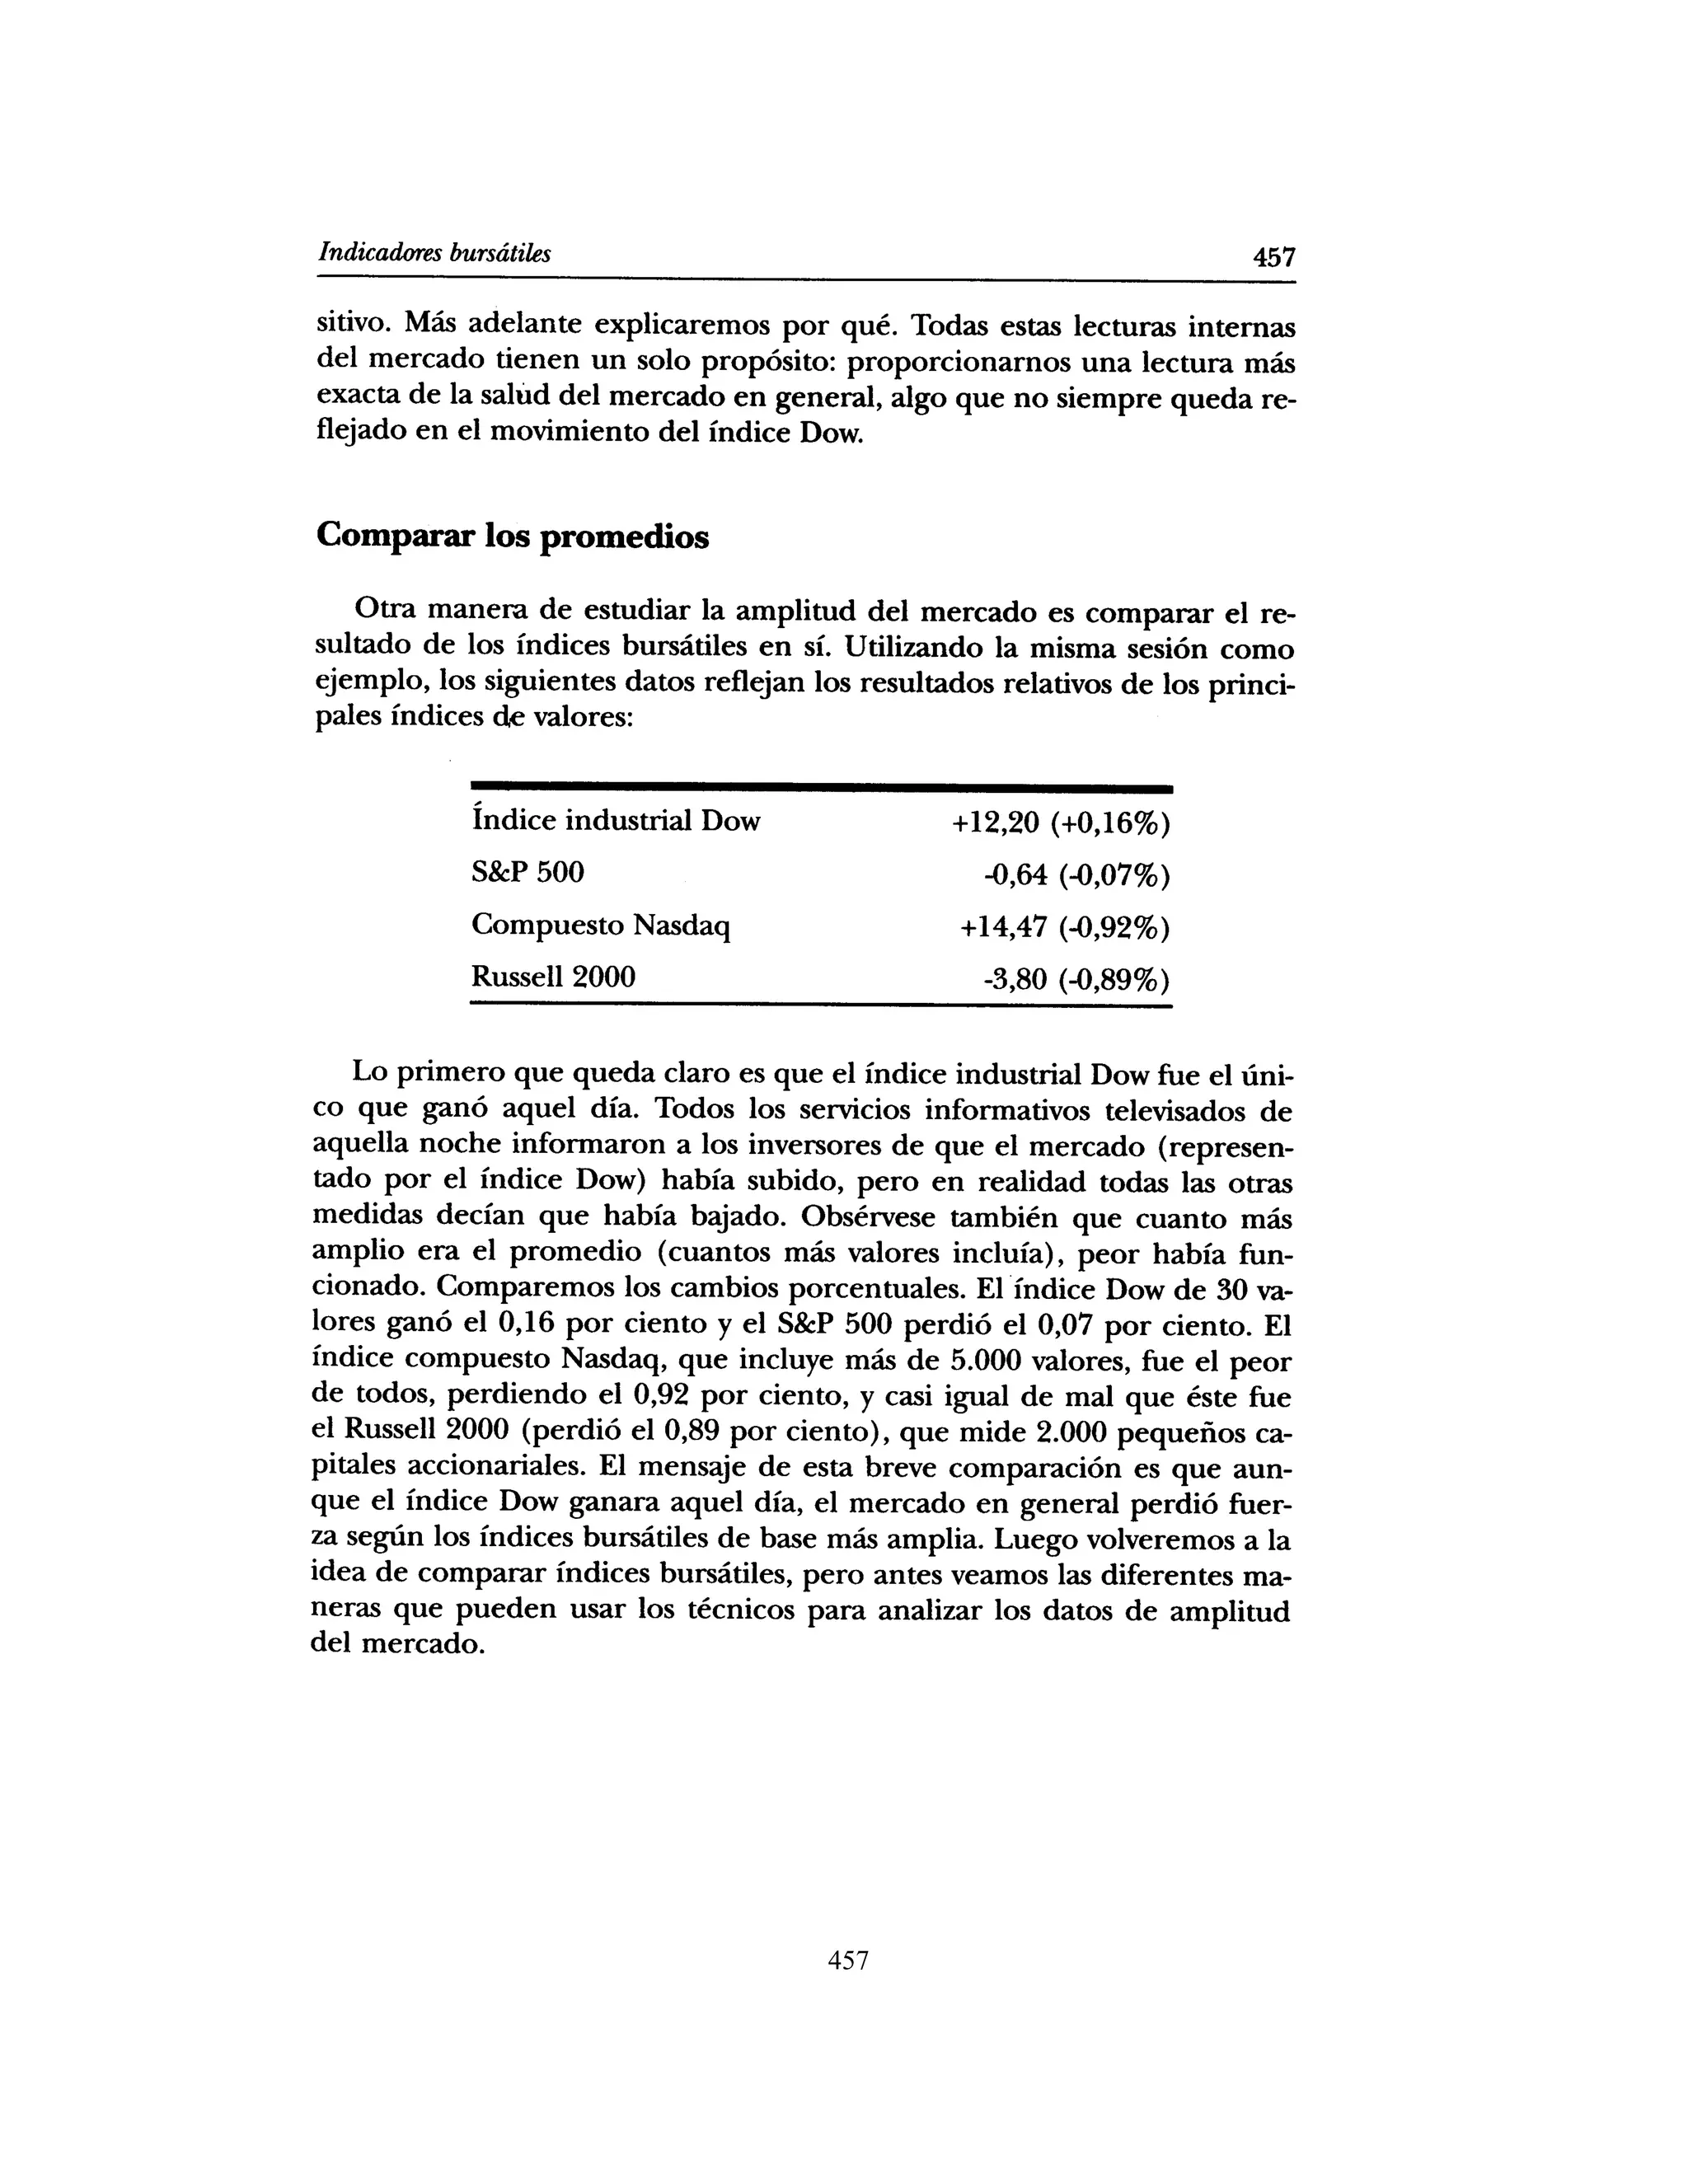 Indicadores bursátiles 457
sitivo. Más adelante explicaremos por qué. Todas estas lecturas internas
del mercado tienen un solo propósito: proporcionarnos una lectura más
exacta de la salud del mercado en general, algo que no siempre queda re-
flejado en el movimiento del índice Dow.
Comparar los promedios
Otra manera de estudiar la amplitud del mercado es comparar el re-
sultado de los índices bursátiles en sí. Utilizando la misma sesión como
ejemplo, los siguientes datos reflejan los resultados relativos de los princi-
pales índices de valores:
Índice industrial Dow +12,20 (+0,16%)
S&P 500 -0,64 (-0,07%)
Compuesto Nasdaq +14,47 (-0,92%)
Russell 2000 -3,80 (-0,89%)
Lo primero que queda claro es que el índice industrial Dow fue el úni-
co que ganó aquel día. Todos los servicios informativos televisados de
aquella noche informaron a los inversores de que el mercado (represen-
tado por el índice Dow) había subido, pero en realidad todas las otras
medidas decían que había bajado. Obsérvese también que cuanto más
amplio era el promedio (cuantos más valores incluía), peor había fun-
cionado. Comparemos los cambios porcentuales. El índice Dow de 30 va-
lores ganó el 0,16 por ciento y el S&P 500 perdió el 0,07 por ciento. El
índice compuesto Nasdaq, que incluye más de 5.000 valores, fue el peor
de todos, perdiendo el 0,92 por ciento, y casi igual de mal que éste fue
el Russell 2000 (perdió el 0,89 por ciento), que mide 2.000 pequeños ca-
pitales accionariales. El mensaje de esta breve comparación es que aun-
que el índice Dow ganara aquel día, el mercado en general perdió fuer-
za según los índices bursátiles de base más amplia. Luego volveremos a la
idea de comparar índices bursátiles, pero antes veamos las diferentes ma-
neras que pueden usar los técnicos para analizar los datos de amplitud
del mercado.
457